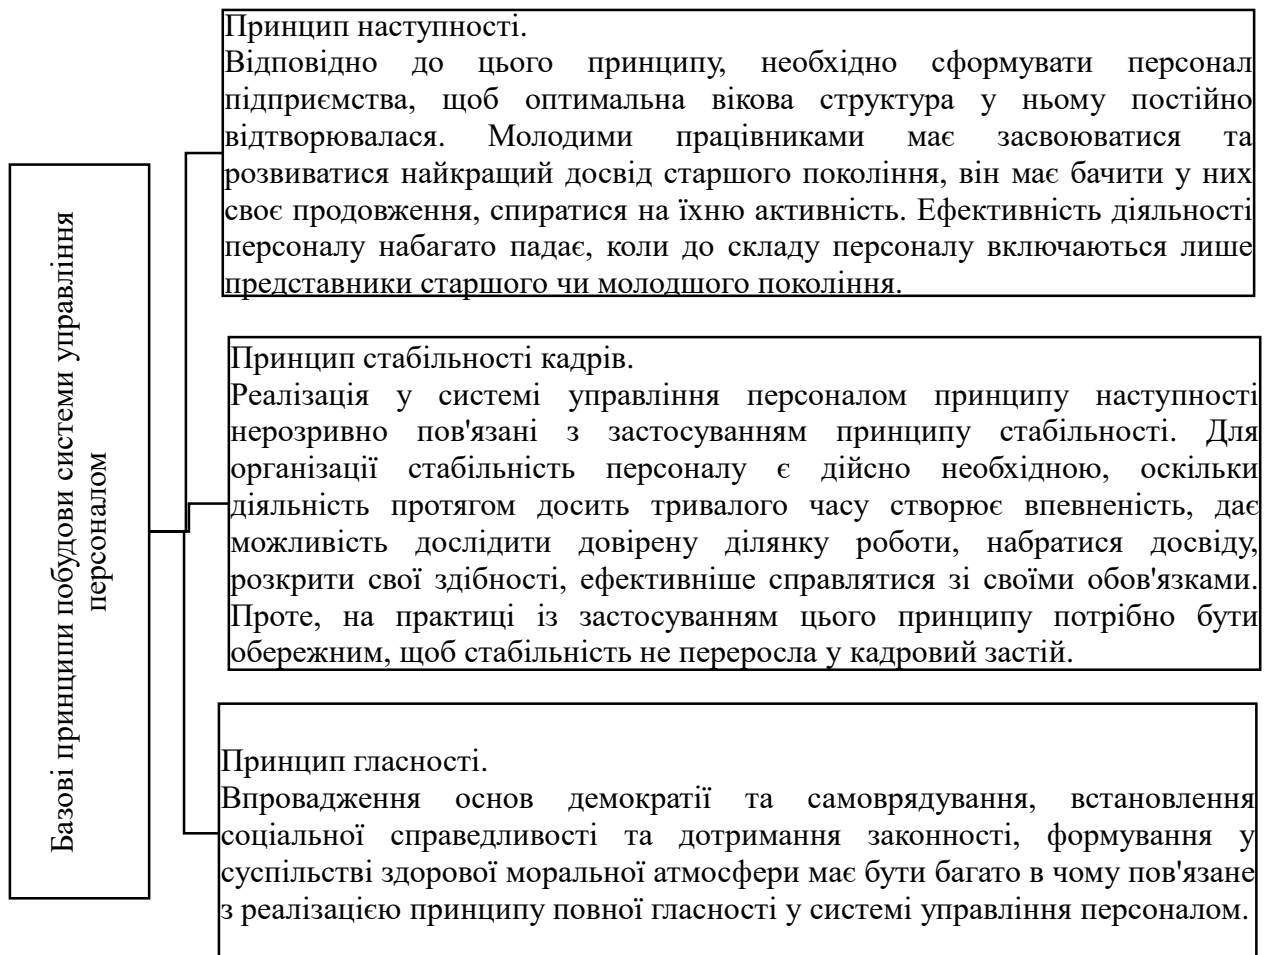 Базові принципи побудови системи управління
персоналом
Принцип наступності.
Відповідно до цього принципу, необхідно сформувати персонал
підприємства, щоб оптимальна вікова структура у ньому постійно
відтворювалася. Молодими працівниками має засвоюватися та
розвиватися найкращий досвід старшого покоління, він має бачити у них
своє продовження, спиратися на їхню активність. Ефективність діяльності
персоналу набагато падає, коли до складу персоналу включаються лише
представники старшого чи молодшого покоління.
Принцип стабільності кадрів.
Реалізація у системі управління персоналом принципу наступності
нерозривно пов'язані з застосуванням принципу стабільності. Для
організації стабільність персоналу є дійсно необхідною, оскільки
діяльність протягом досить тривалого часу створює впевненість, дає
можливість дослідити довірену ділянку роботи, набратися досвіду,
розкрити свої здібності, ефективніше справлятися зі своїми обов'язками.
Проте, на практиці із застосуванням цього принципу потрібно бути
обережним, щоб стабільність не переросла у кадровий застій.
Принцип гласності.
Впровадження основ демократії та самоврядування, встановлення
соціальної справедливості та дотримання законності, формування у
суспільстві здорової моральної атмосфери має бути багато в чому пов'язане
з реалізацією принципу повної гласності у системі управління персоналом.